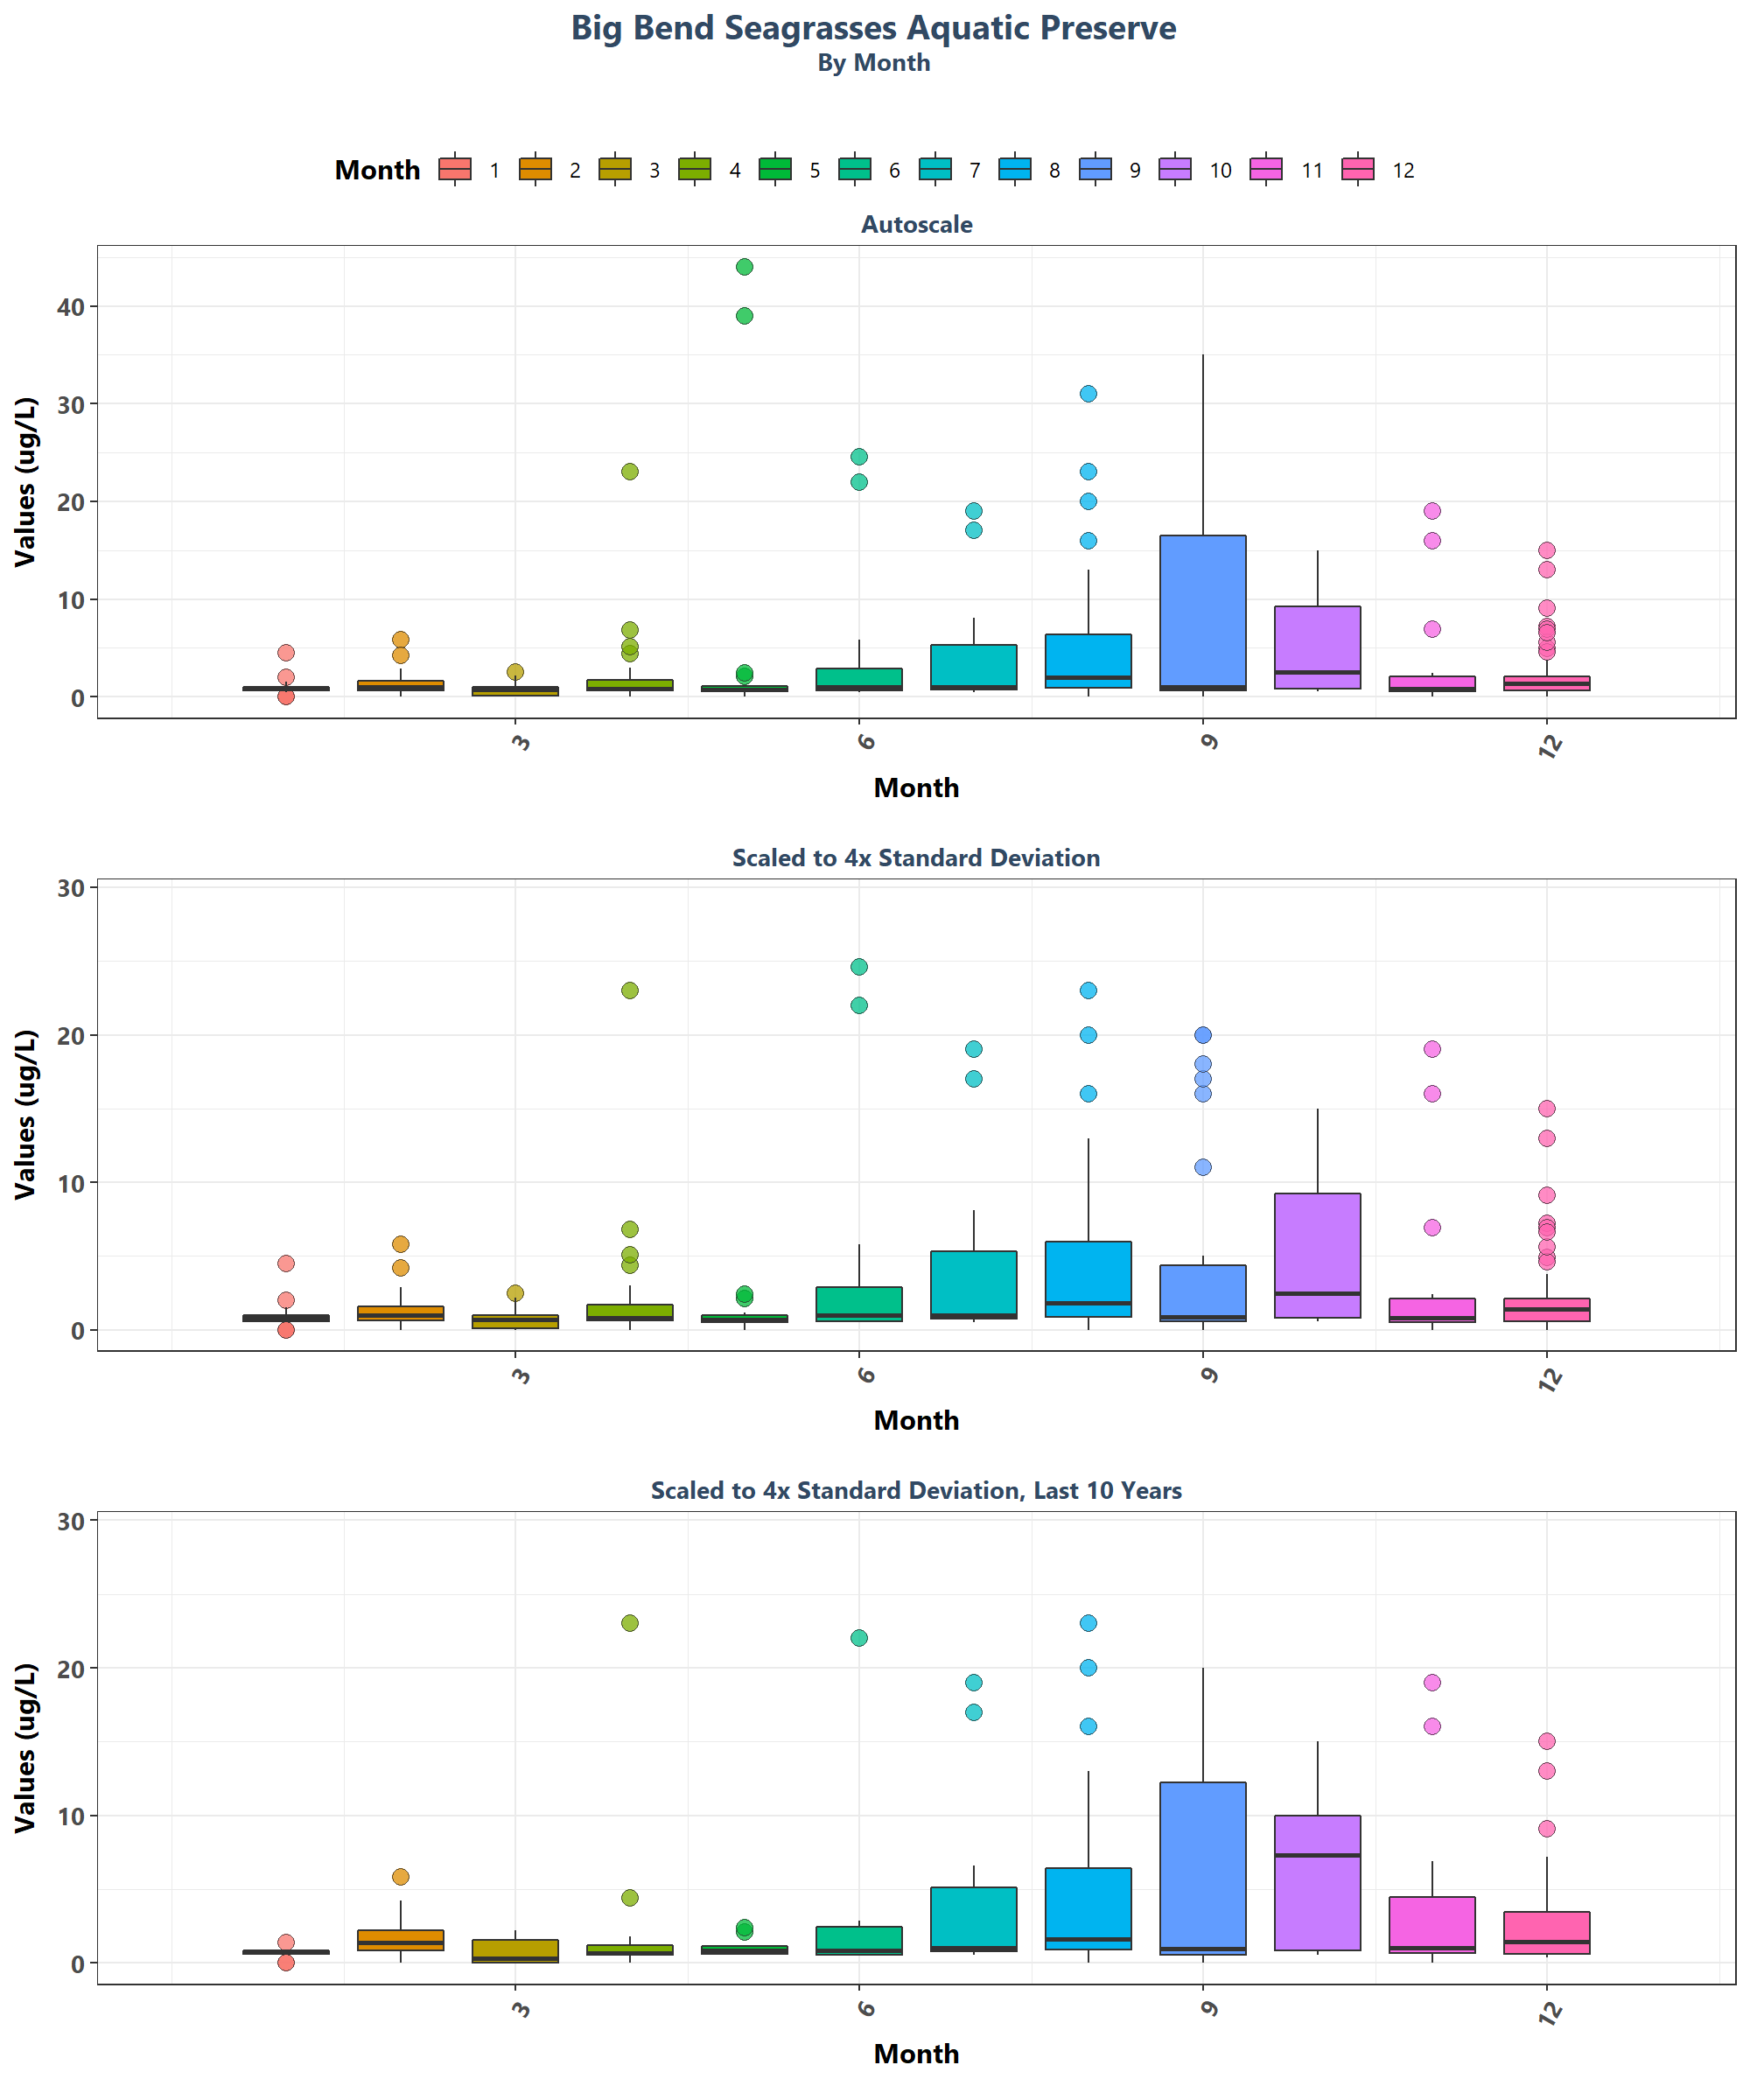 Big Bend Seagrasses Aquatic Preserve
By Month
Month 1 2 3 4 5 6 7 8 9 10 11 12
Autoscale
Values (ug/L)
40
30
20
10
0
3 6 9 12
Month
Scaled to 4x Standard Deviation
Values (ug/L)
30
20
10
0
3 6 9 12
Month
Scaled to 4x Standard Deviation, Last 10 Years
Values (ug/L)
30
20
10
0
3 6 9 12
Month